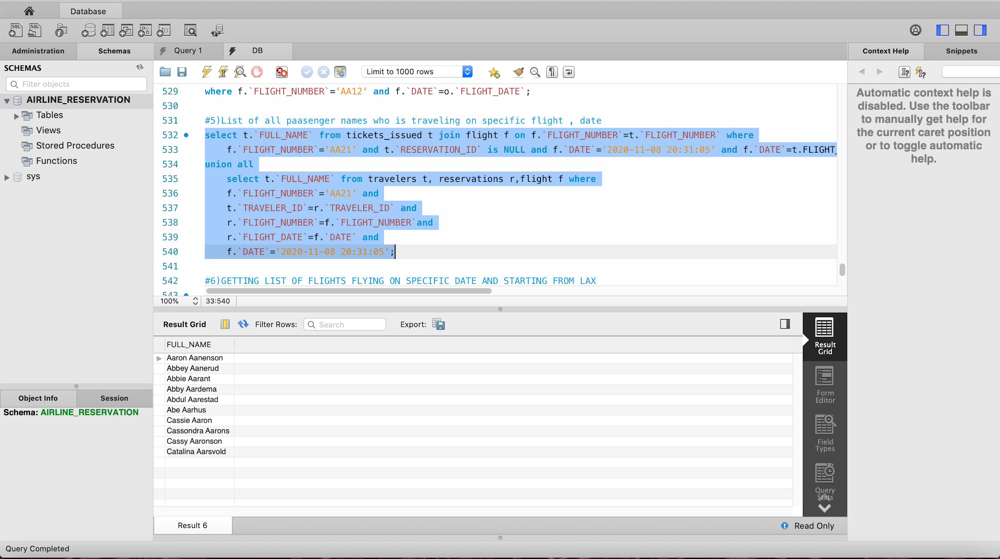 Database
SQL
SQL
f()
Administration
Schemas
Query 1
DB
Context Help
Snippets
SCHEMAS
Filter objects
AIRLINE_RESERVATION
Tables
Views
Stored Procedures
Functions
sys
Limit to 1000 rows
529 where f.`FLIGHT_NUMBER`='AA12' and f.`DATE`=o.`FLIGHT_DATE`;
530
531 #5)List of all paasenger names who is traveling on specific flight , date
532 select t.`FULL_NAME` from tickets_issued t join flight f on f.`FLIGHT_NUMBER`=t.`FLIGHT_NUMBER` where
533 f.`FLIGHT_NUMBER`='AA21' and t.`RESERVATION_ID` is NULL and f.`DATE`='2020-11-08 20:31:05' and f.`DATE`=t.FLIGHT_
534 union all
535 select t.`FULL_NAME` from travelers t, reservations r,flight f where
536 f.`FLIGHT_NUMBER`='AA21' and
537 t.`TRAVELER_ID`=r.`TRAVELER_ID` and
538 r.`FLIGHT_NUMBER`=f.`FLIGHT_NUMBER`and
539 r.`FLIGHT_DATE`=f.`DATE` and
540 f.`DATE`='2020-11-08 20:31:05';
541
542 #6)GETTING LIST OF FLIGHTS FLYING ON SPECIFIC DATE AND STARTING FROM LAX
543
100%
33:540
Automatic context help is
disabled. Use the toolbar
to manually get help for
the current caret position
or to toggle automatic
help.
Result Grid
Filter Rows:
Search
Export:
FULL_NAME
Aaron Aanenson
Abbey Aanerud
Abbie Aarant
Abby Aardema
Abdul Aarestad
Abe Aarhus
Cassie Aaron
Cassondra Aarons
Cassy Aaronson
Catalina Aarsvold
Result
Grid
Form
Editor
Field
Types
Query
Stats
Object Info
Session
Schema: AIRLINE_RESERVATION
Result 6
Read Only
Query Completed